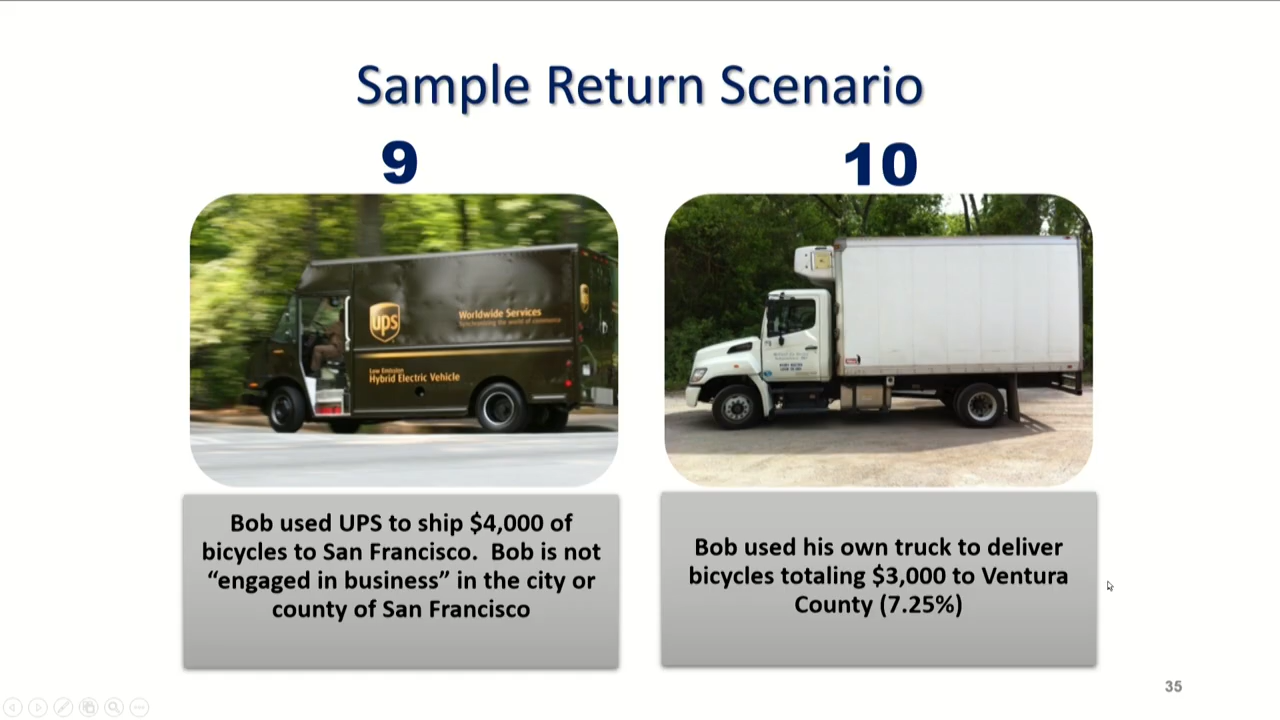 Sample Return Scenario
9
10
ups
Worldwide Services
Synchronizing the world of commerce
Low Emission
Hybrid Electric Vehicle
Bob used UPS to ship $4,000 of
bicycles to San Francisco.  Bob is not
“engaged in business” in the city or
county of San Francisco
Bob used his own truck to deliver
bicycles totaling $3,000 to Ventura
County (7.25%)
35